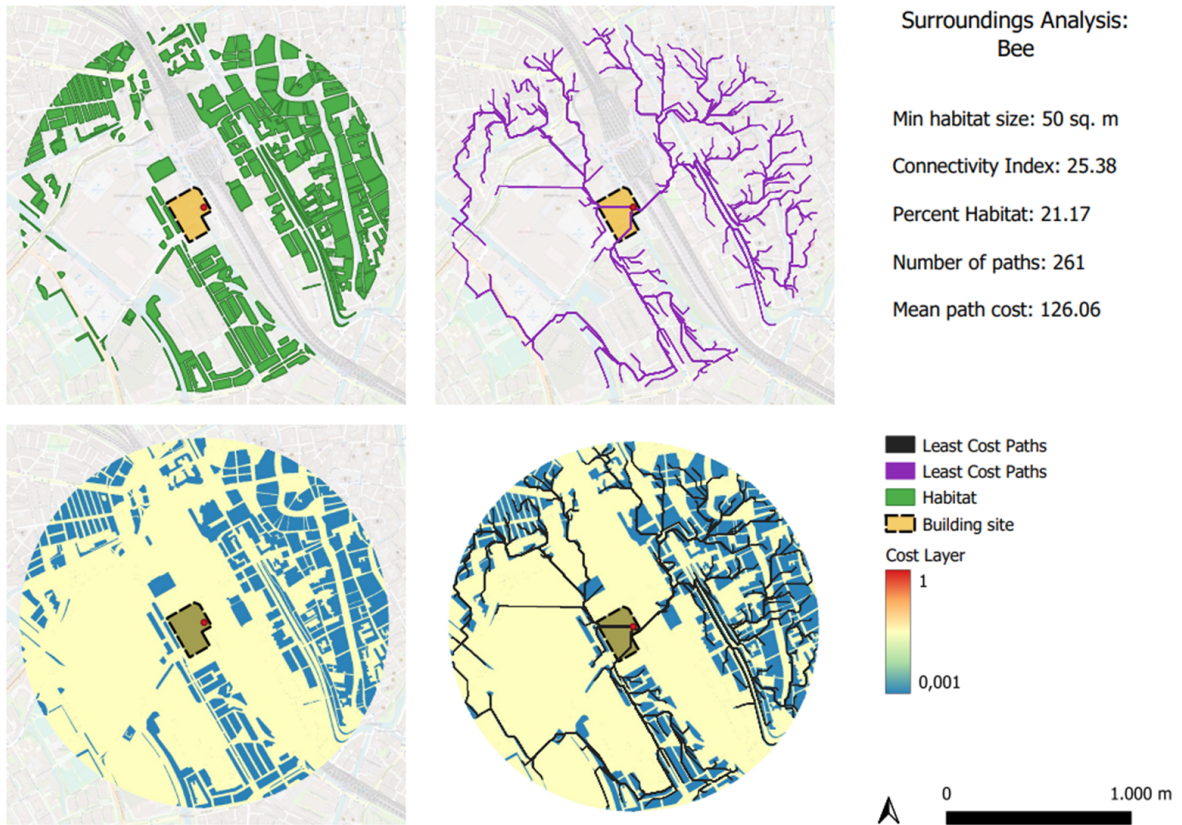 Surroundings Analysis:
Bee
Min habitat size: 50 sq. m
Connectivity Index: 25.38
Percent Habitat: 21.17
Number of paths: 261
Mean path cost: 126.06
Least Cost Paths
Least Cost Paths
Habitat
Building site
Cost Layer
1
0,001
0
1.000 m